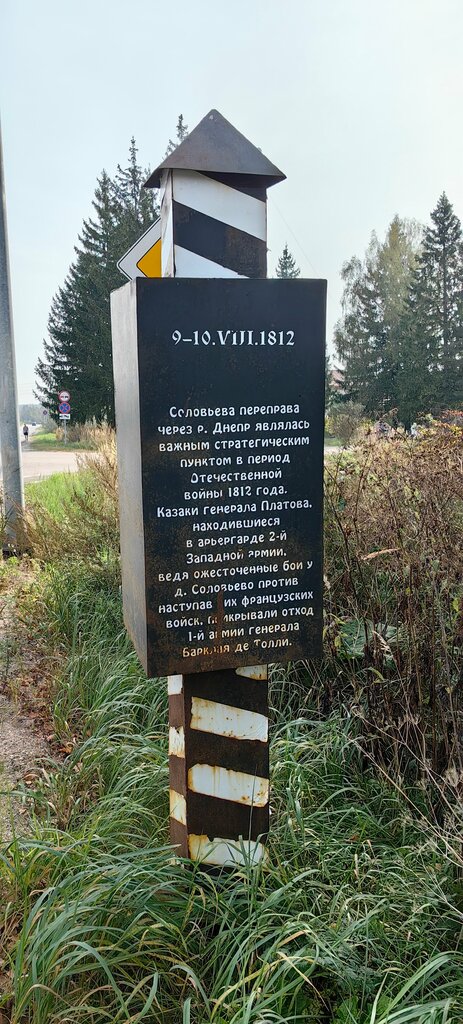 9-10.VIII.1812
Соловьева переправа
через р. Днепр являлась
важным стратегическим
пунктом в период
Отечественной
войны 1812 года.
Казаки генерала Платова,
находившиеся
в арьергарде 2-й
Западной армии,
ведя ожесточенные бои у
д. Соловьево против
наступав их французских
войск, прикрывали отход
1-й армии генерала
Барклая де Толли.